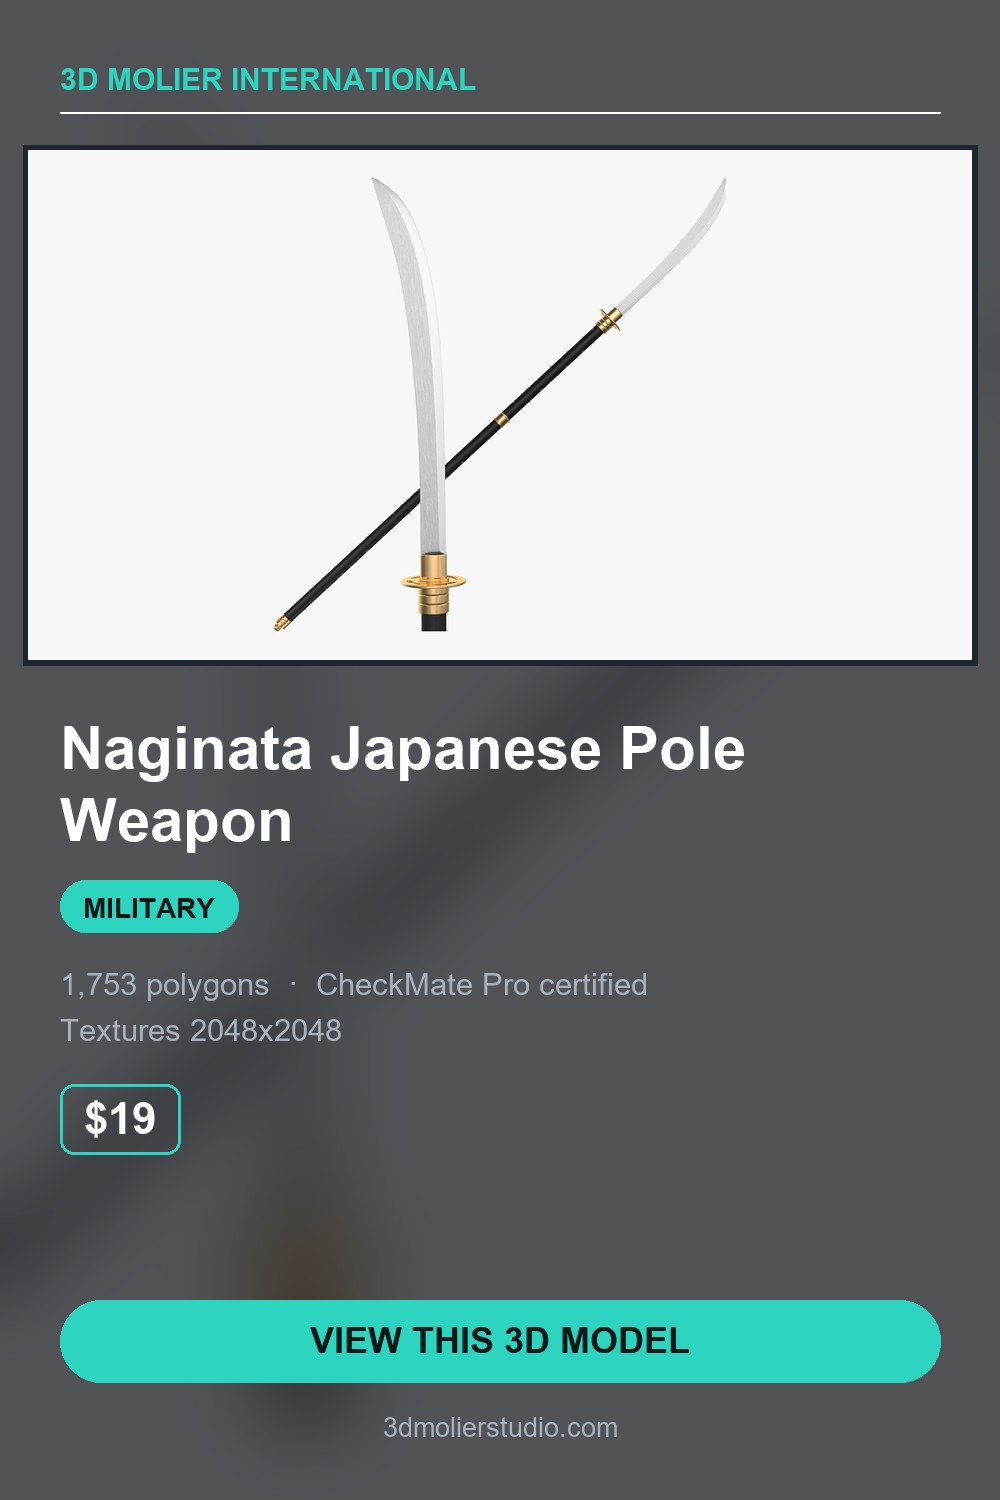 3D MOLIER INTERNATIONAL
Naginata Japanese Pole
Weapon
MILITARY
1,753 polygons · CheckMate Pro certified
Textures 2048x2048
$19
VIEW THIS 3D MODEL
3dmolierstudio.com